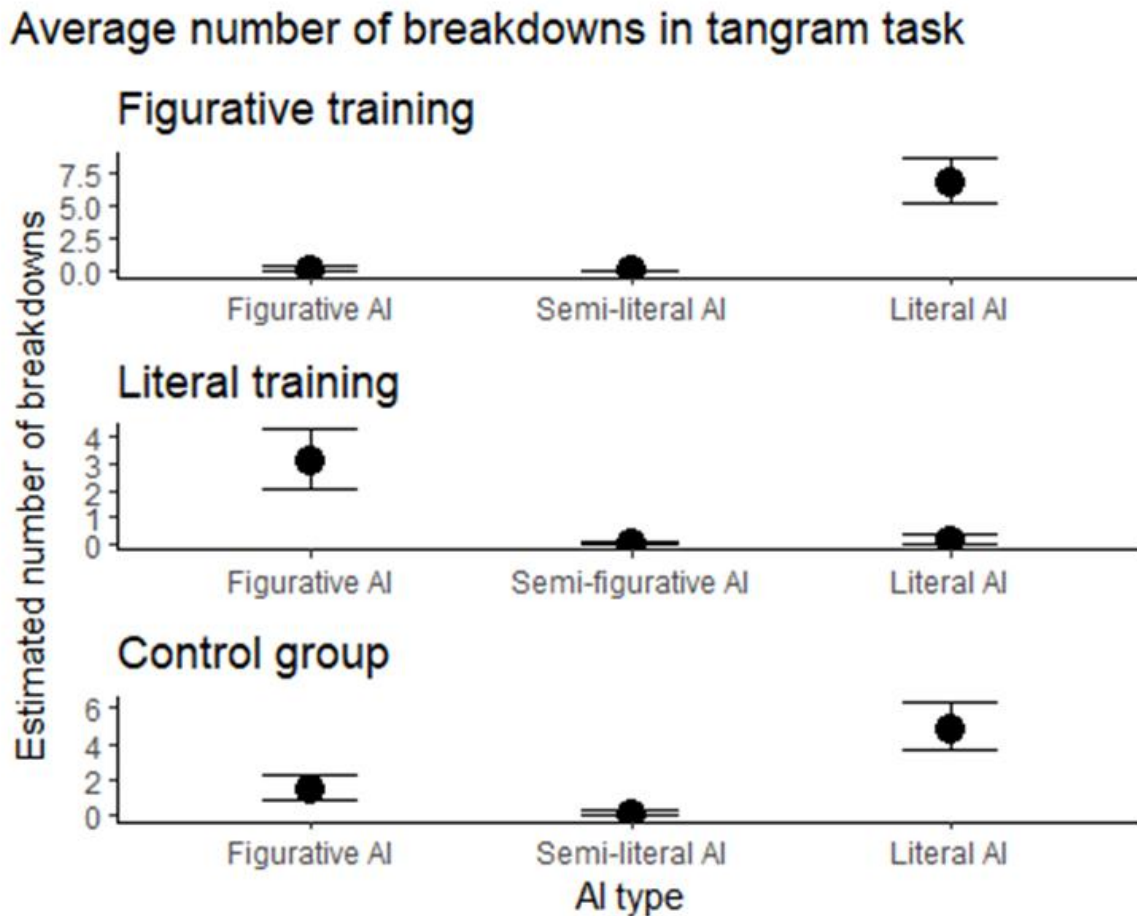 Average number of breakdowns in tangram task
Figurative training
Estimated number of breakdowns
7.5
5.0
2.5
0.0
Figurative AI Semi-literal AI Literal AI
Literal training
4
3
2
1
0
Figurative AI Semi-figurative AI Literal AI
Control group
6
4
2
0
Figurative AI Semi-literal AI Literal AI
AI type